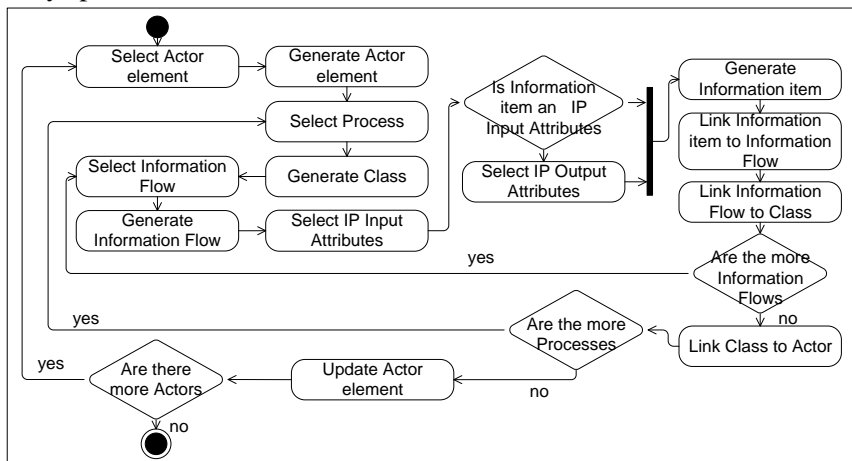 Select Actor
element
Generate Actor
element
Select Process
Generate Class
Select Information
Flow
Generate
Information Flow
Select IP Input
Attributes
Is Information
item an IP
Input Attributes
Select IP Output
Attributes
Generate
Information item
Link Information
item to Information
Flow
Link Information
Flow to Class
Are the more
Information
Flows
yes
no
Link Class to Actor
Are the more
Processes
yes
no
Update Actor
element
Are there
more Actors
yes
no